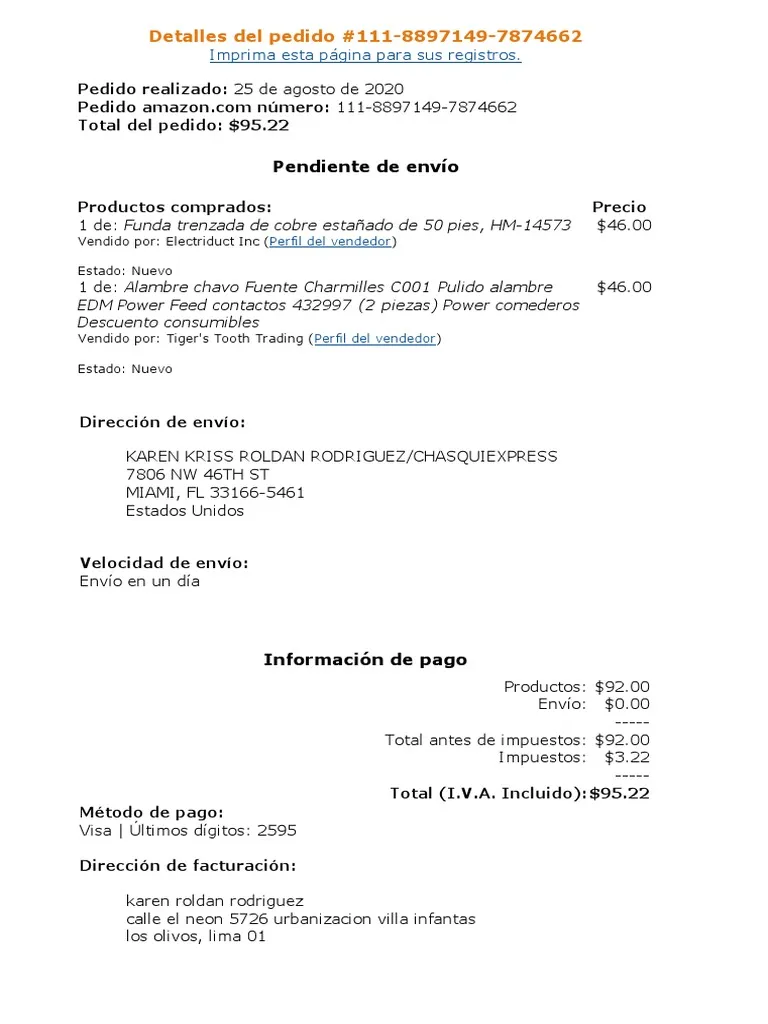 Detalles del pedido #111-8897149-7874662
Imprima esta página para sus registros.
Pedido realizado: 25 de agosto de 2020
Pedido amazon.com número: 111-8897149-7874662
Total del pedido: $95.22
Pendiente de envío
Productos comprados: Precio
1 de: Funda trenzada de cobre estañado de 50 pies, HM-14573 $46.00
Vendido por: Electriduct Inc (Perfil del vendedor)
Estado: Nuevo
1 de: Alambre chavo Fuente Charmilles C001 Pulido alambre $46.00
EDM Power Feed contactos 432997 (2 piezas) Power comederos
Descuento consumibles
Vendido por: Tiger's Tooth Trading (Perfil del vendedor)
Estado: Nuevo
Dirección de envío:
KAREN KRISS ROLDAN RODRIGUEZ/CHASQUIEXPRESS
7806 NW 46TH ST
MIAMI, FL 33166-5461
Estados Unidos
Velocidad de envío:
Envío en un día
Información de pago
Productos: $92.00
Envío: $0.00
-----
Total antes de impuestos: $92.00
Impuestos: $3.22
-----
Total (I.V.A. Incluido): $95.22
Método de pago:
Visa | Últimos dígitos: 2595
Dirección de facturación:
karen roldan rodriguez
calle el neon 5726 urbanizacion villa infantas
los olivos, lima 01